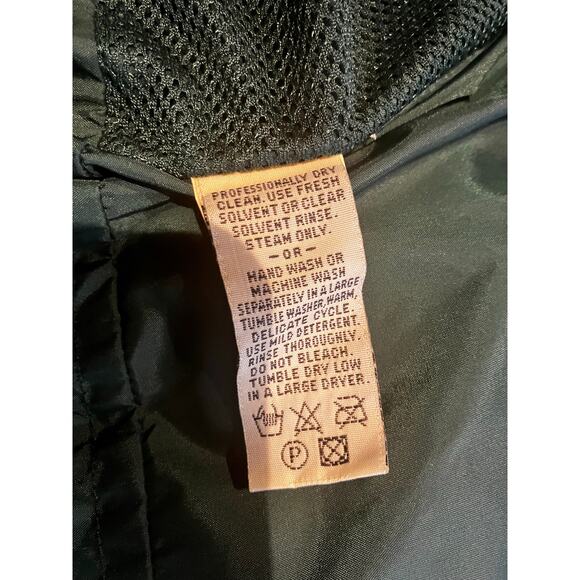 PROFESSIONALLY DRY
CLEAN. USE FRESH
SOLVENT OR CLEAR
SOLVENT RINSE.
STEAM ONLY.
—OR—
HAND WASH OR
MACHINE WASH
SEPARATELY IN A LARGE
TUMBLE WASHER, WARM,
DELICATE CYCLE.
USE MILD DETERGENT.
RINSE THOROUGHLY.
DO NOT BLEACH.
TUMBLE DRY LOW
IN A LARGE DRYER.
P